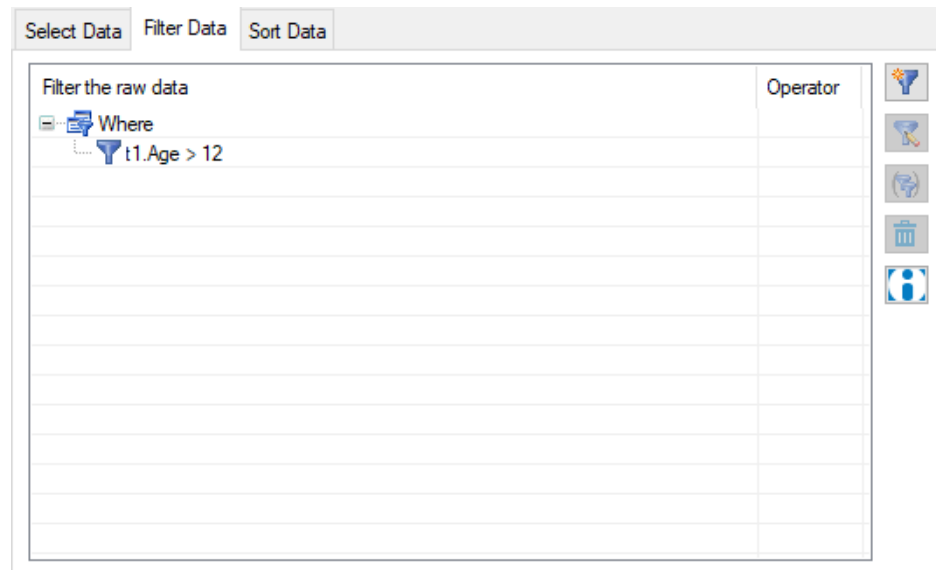 Select Data Filter Data Sort Data
Filter the raw data Operator
Where
t1.Age > 12